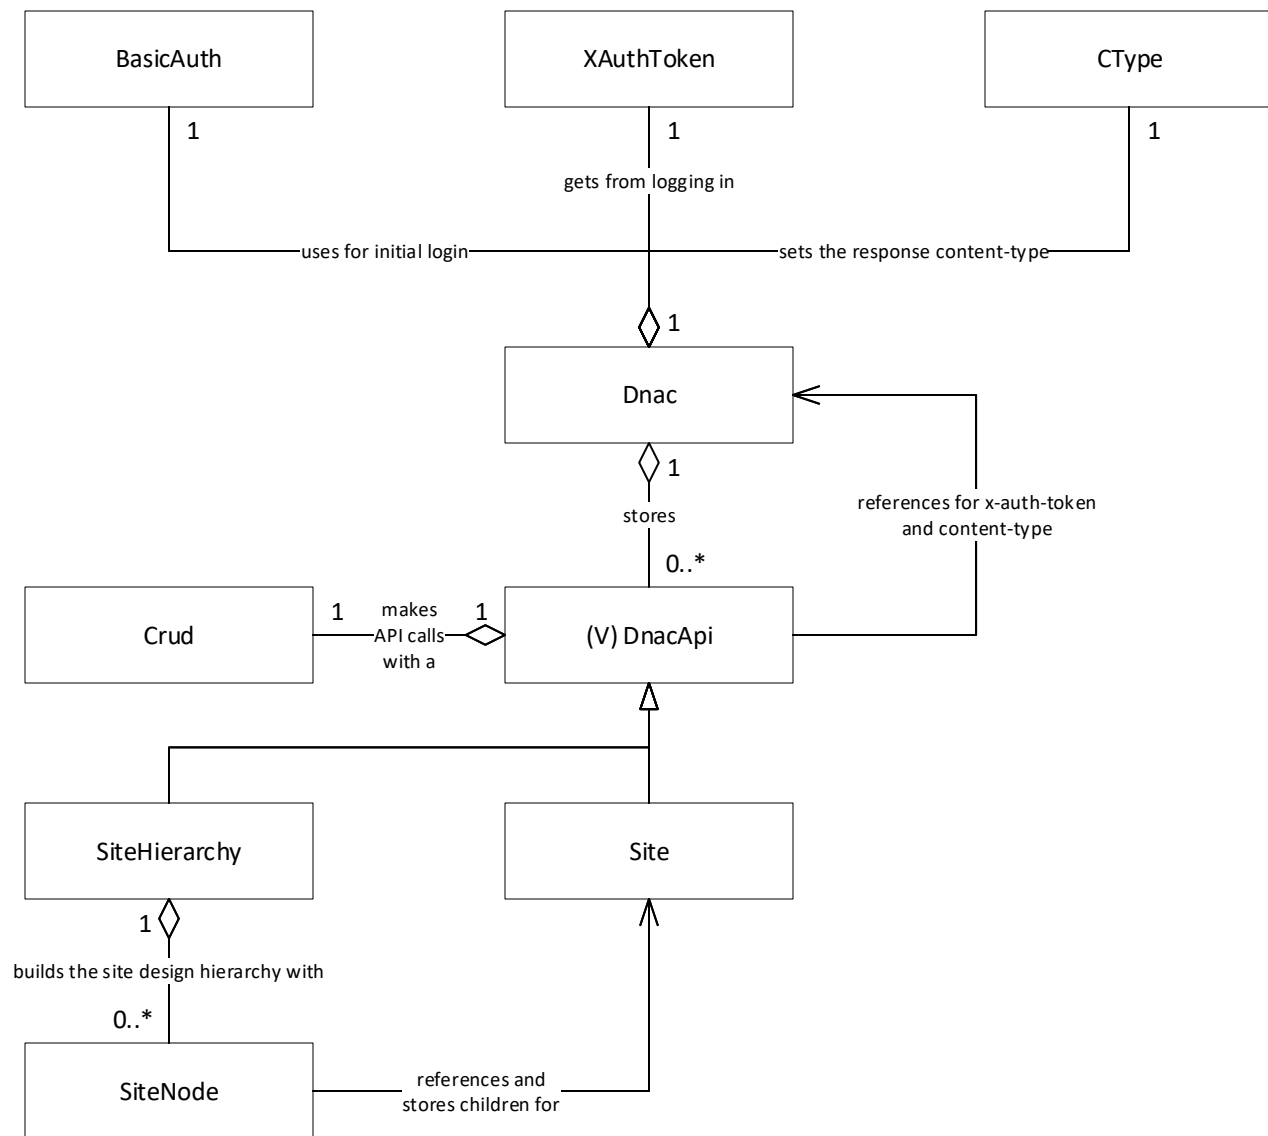 BasicAuth
XAuthToken
CType
1
1
1
gets from logging in
uses for initial login
sets the response content-type
1
Dnac
1
references for x-auth-token
and content-type
stores
0..*
1
makes
API calls
with a
1
Crud
(V) DnacApi
SiteHierarchy
Site
1
builds the site design hierarchy with
0..*
SiteNode
references and
stores children for